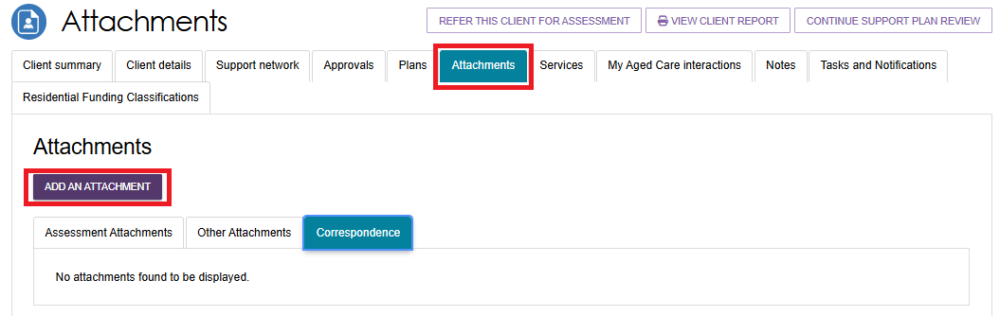 Attachments
REFER THIS CLIENT FOR ASSESSMENT
VIEW CLIENT REPORT
CONTINUE SUPPORT PLAN REVIEW
Client summary
Client details
Support network
Approvals
Plans
Attachments
Services
My Aged Care interactions
Notes
Tasks and Notifications
Residential Funding Classifications
Attachments
ADD AN ATTACHMENT
Assessment Attachments
Other Attachments
Correspondence
No attachments found to be displayed.